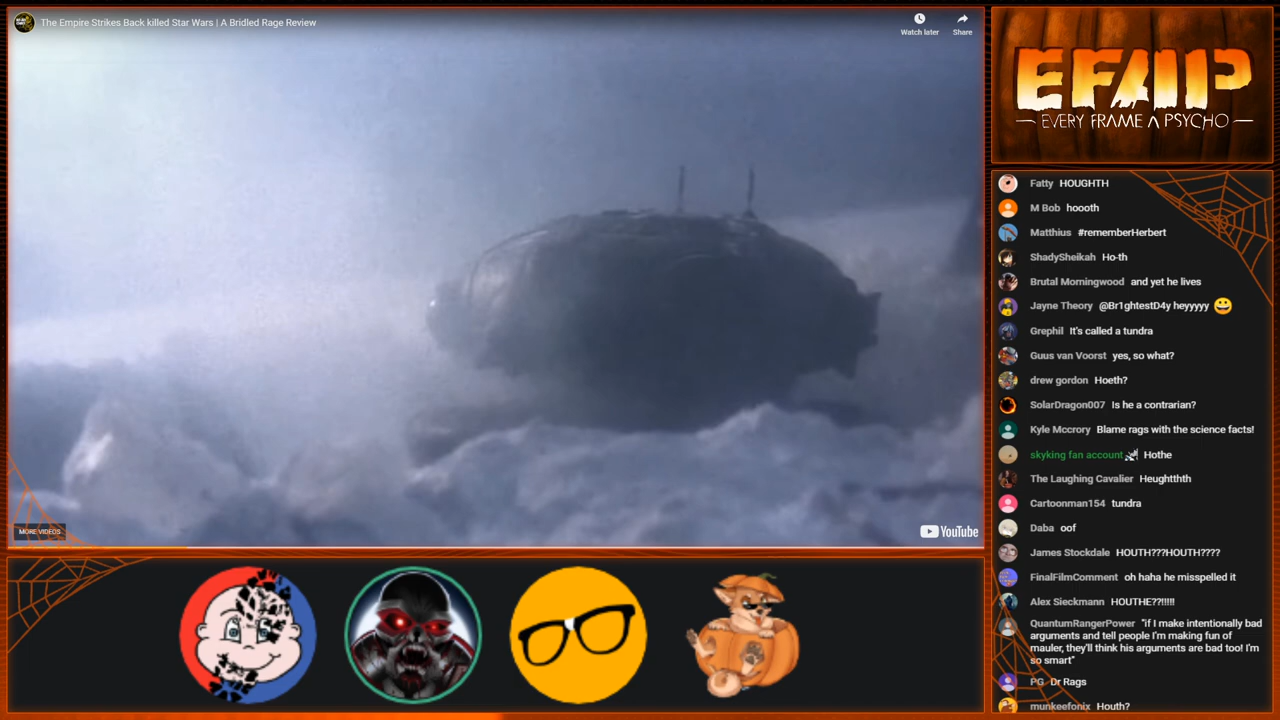 The Empire Strikes Back killed Star Wars | A Bridled Rage Review
Watch later
Share
MORE VIDEOS
YouTube
EFAP
EVERY FRAME A PSYCHO
Fatty HOUGHTH
M Bob hoooth
Matthius #rememberHerbert
ShadySheikah Ho-th
Brutal Morningwood and yet he lives
Jayne Theory @Br1ghtestD4y heyyyyy 😀
Grephil It's called a tundra
Guus van Voorst yes, so what?
drew gordon Hoeth?
SolarDragon007 Is he a contrarian?
Kyle Mccrory Blame rags with the science facts!
skyking fan account Hothe
The Laughing Cavalier Heughtthth
Cartoonman154 tundra
Daba oof
James Stockdale HOUTH???HOUTH????
FinalFilmComment oh haha he misspelled it
Alex Sieckmann HOUTHE??!!!!!
QuantumRangerPower "if I make intentionally bad
arguments and tell people I'm making fun of
mauler, they'll think his arguments are bad too! I'm
so smart"
PG Dr Rags
munkeefonix Houth?